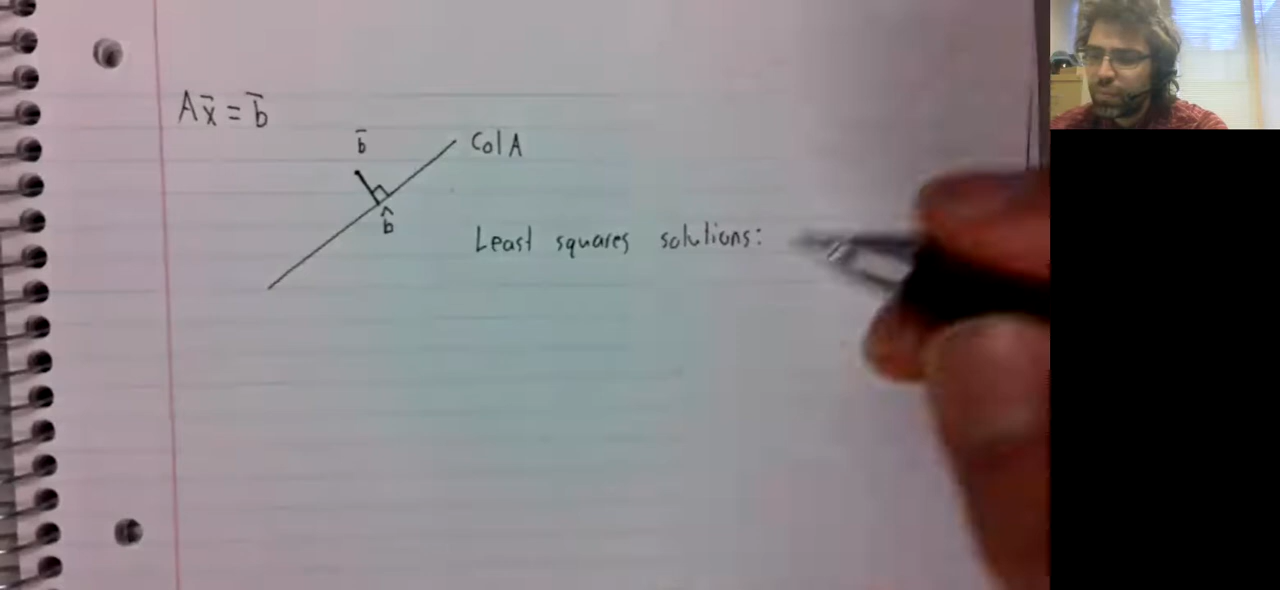 Ax̄ = b̄
b̄
Col A
b̂
Least squares solutions: